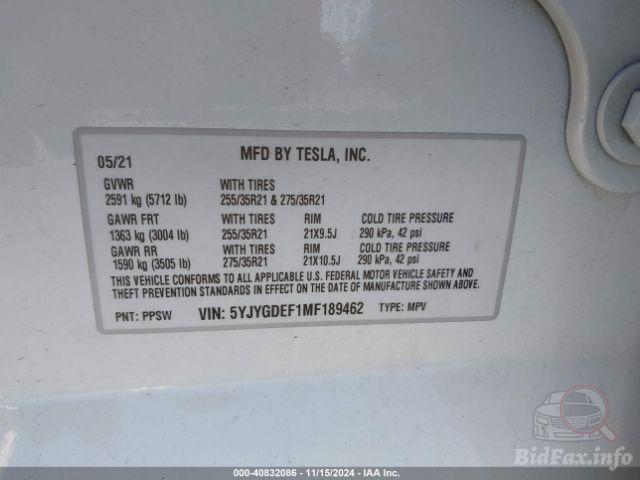 05/21 MFD BY TESLA, INC.
GVWR WITH TIRES
2591 kg (5712 lb) 255/35R21 & 275/35R21
GAWR FRT WITH TIRES RIM COLD TIRE PRESSURE
1363 kg (3004 lb) 255/35R21 21X9.5J 290 kPa, 42 psi
GAWR RR WITH TIRES RIM COLD TIRE PRESSURE
1590 kg (3505 lb) 275/35R21 21X10.5J 290 kPa, 42 psi
THIS VEHICLE CONFORMS TO ALL APPLICABLE U.S. FEDERAL MOTOR VEHICLE SAFETY AND
THEFT PREVENTION STANDARDS IN EFFECT ON THE DATE OF MANUFACTURE SHOWN ABOVE.
PNT: PPSW VIN: 5YJYGDEF1MF189462 TYPE: MPV
BidFax.info
000-40832086 - 11/15/2024 - IAA Inc.